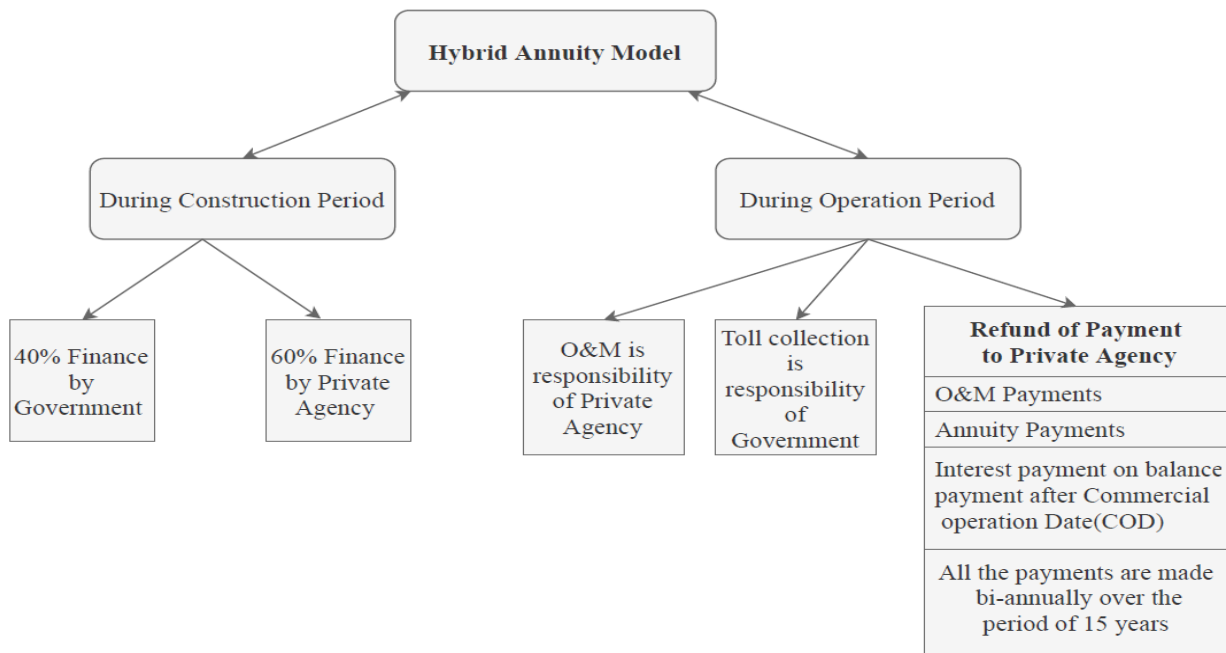 Hybrid Annuity Model
During Construction Period
During Operation Period
40% Finance
by
Government
60% Finance
by Private
Agency
O&M is
responsibility
of Private
Agency
Toll collection
is
responsibility
of
Government
Refund of Payment
to Private Agency
O&M Payments
Annuity Payments
Interest payment on balance
payment after Commercial
operation Date(COD)
All the payments are made
bi-annually over the
period of 15 years